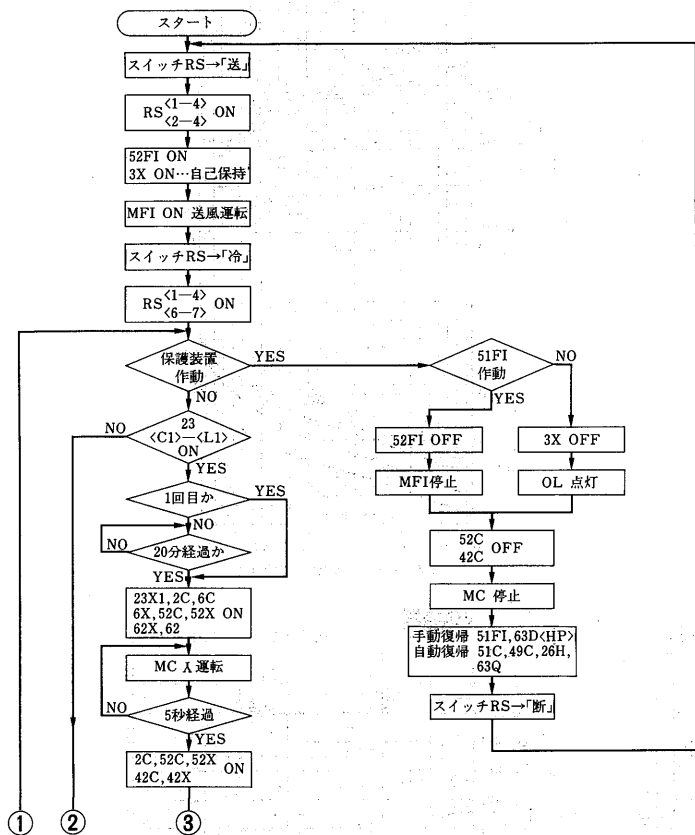 スタート
スイッチRS→「送」
RS<1―4> ON
<2―4>
52FI ON
3X ON…自己保持
MFI ON 送風運転
スイッチRS→「冷」
RS<1―4> ON
<6―7>
保護装置
作動
YES
NO
51FI
作動
NO
YES
23
<C1>―<L1>
ON
NO
YES
52FI OFF
3X OFF
MFI停止
OL 点灯
1回目か
YES
NO
20分経過か
NO
YES
52C
42C OFF
MC 停止
23X1,2C,6C
6X,52C,52X ON
62X,62
手動復帰 51FI,63D<HP>
自動復帰 51C,49C,26H,
63Q
MC 人 運転
スイッチRS→「断」
5秒経過
NO
YES
2C,52C,52X
42C,42X ON
①
②
③